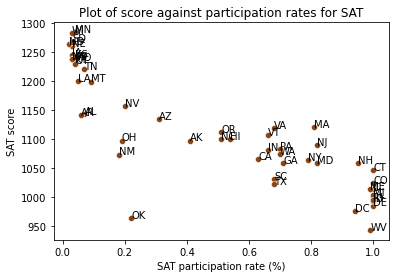 Plot of score against participation rates for SAT
SAT score
1300
1250
1200
1150
1100
1050
1000
950
MN
TN
LA
MT
AL
NV
AZ
OH
NM
AK
OK
OR
NC
HI
VA
VT
IN
PA
WA
CA
GA
SC
TX
MA
NJ
NY
MD
NH
CT
CO
DE
DC
WV
0.0
0.2
0.4
0.6
0.8
1.0
SAT participation rate (%)